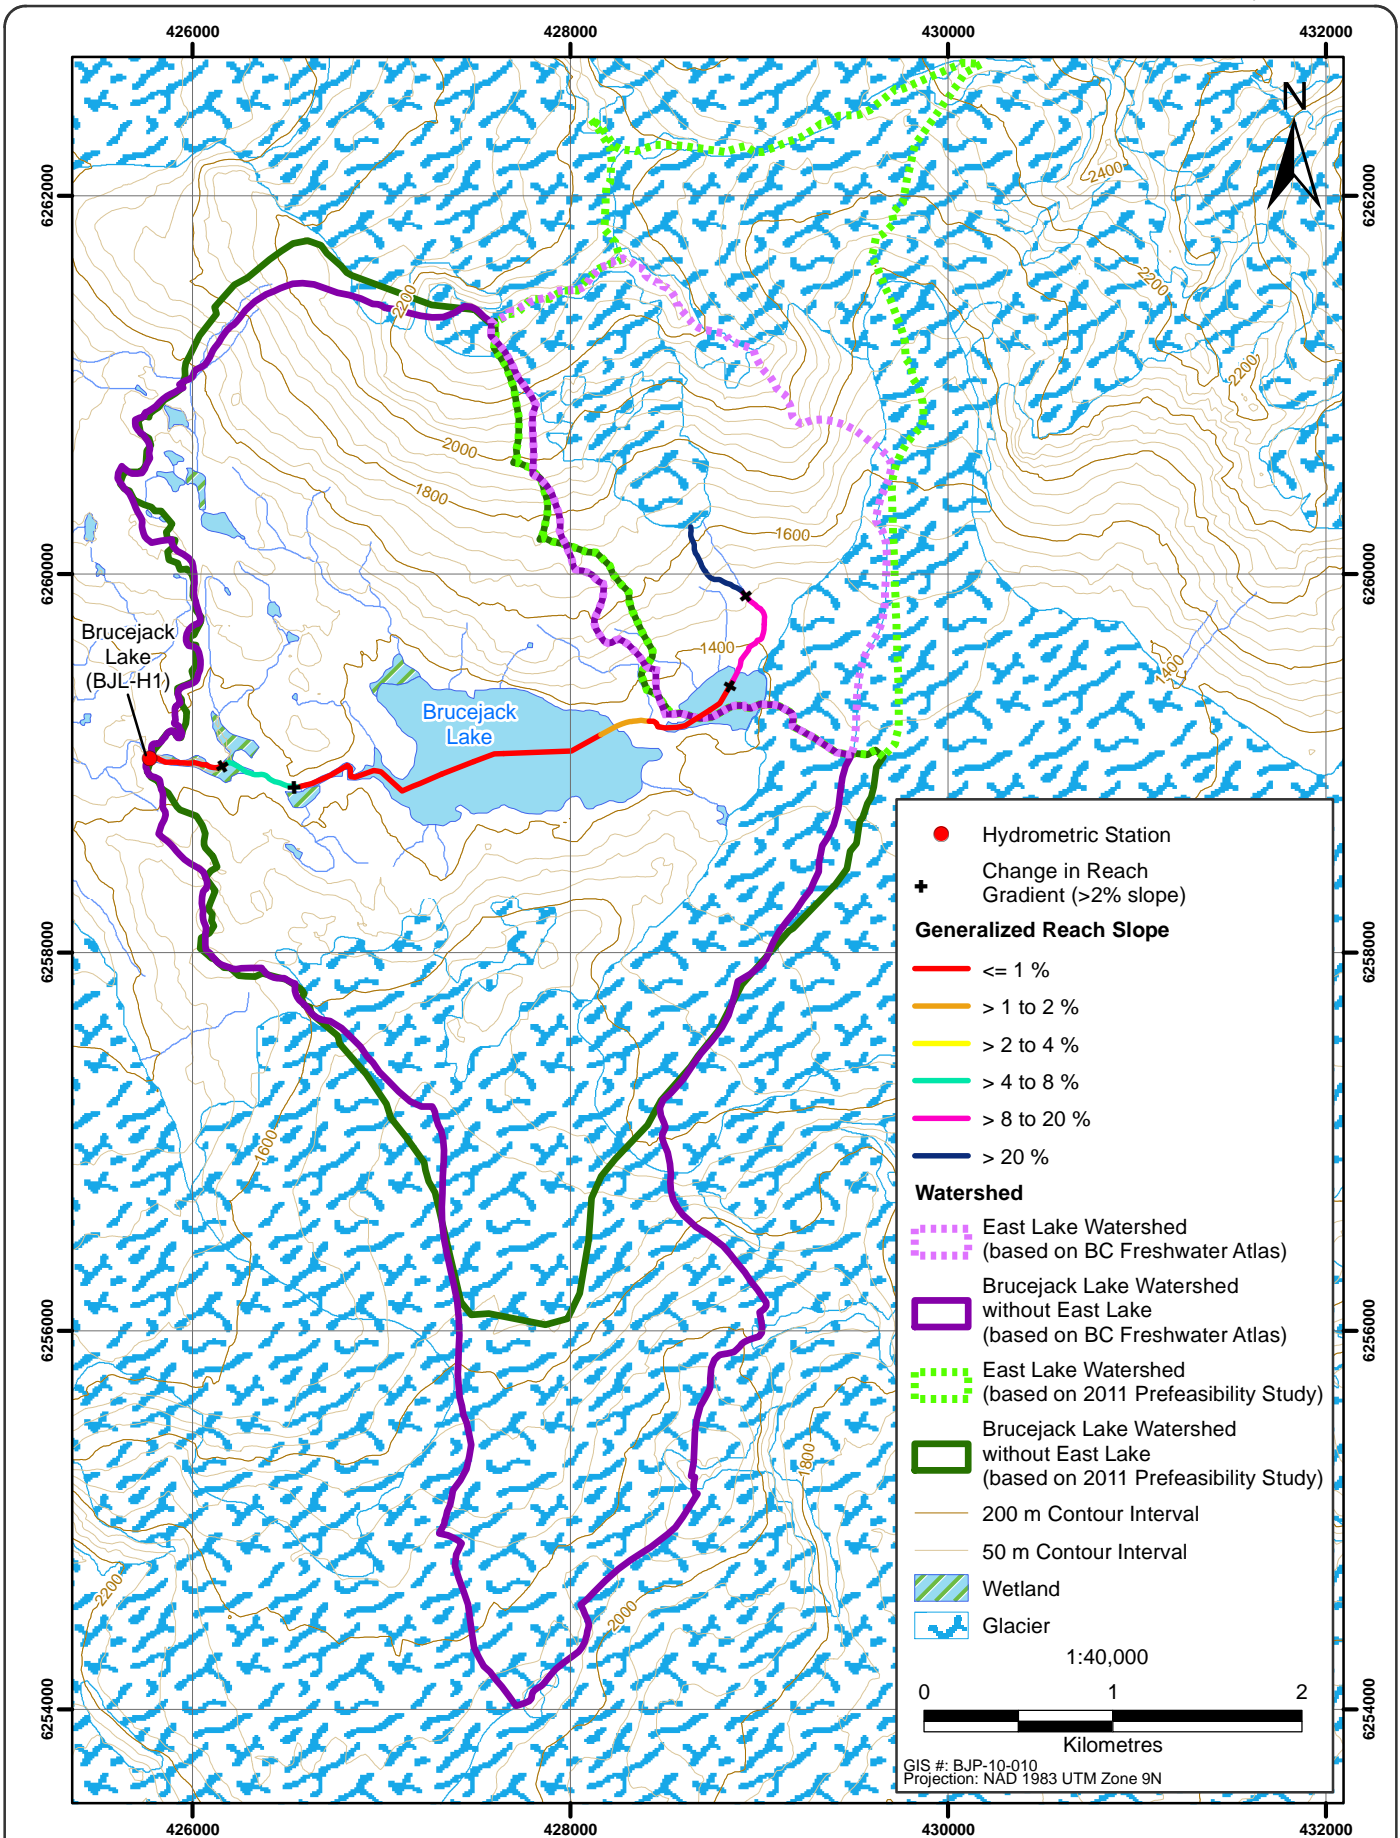 426000
428000
430000
432000
N
6262000
6262000
2400
2200
2200
2200
2000
1800
1600
6260000
6260000
Brucejack
Lake
(BJL-H1)
1400
1400
Brucejack
Lake
Hydrometric Station
Change in Reach
Gradient (>2% slope)
Generalized Reach Slope
6258000
6258000
<= 1 %
> 1 to 2 %
> 2 to 4 %
> 4 to 8 %
> 8 to 20 %
> 20 %
1600
Watershed
East Lake Watershed
(based on BC Freshwater Atlas)
Brucejack Lake Watershed
without East Lake
(based on BC Freshwater Atlas)
6256000
6256000
East Lake Watershed
(based on 2011 Prefeasibility Study)
Brucejack Lake Watershed
without East Lake
(based on 2011 Prefeasibility Study)
1800
200 m Contour Interval
50 m Contour Interval
2200
2000
Wetland
Glacier
1:40,000
0 1 2
6254000
6254000
Kilometres
GIS #: BJP-10-010
Projection: NAD 1983 UTM Zone 9N
426000
428000
430000
432000